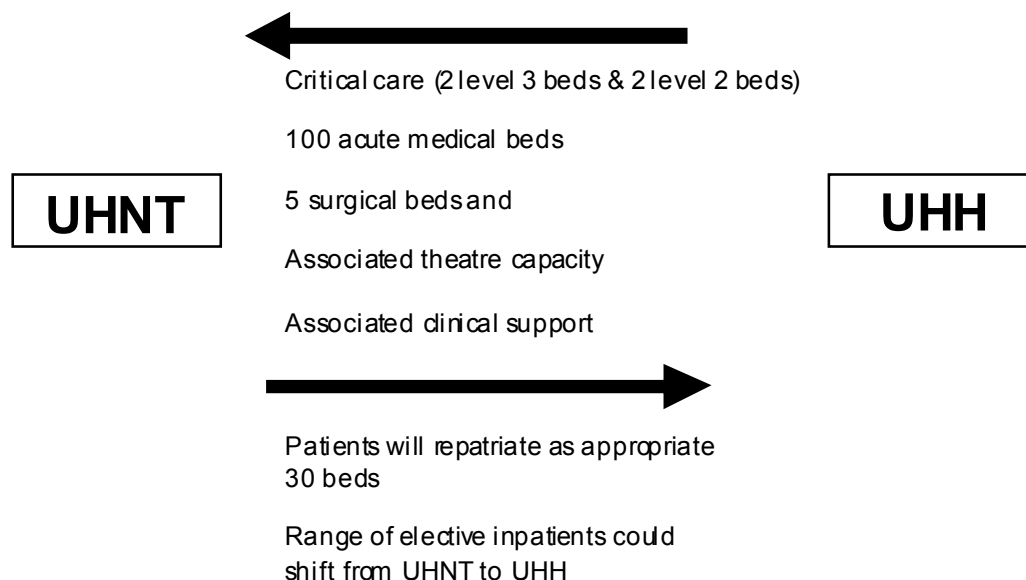 Critical care (2 level 3 beds & 2 level 2 beds)
100 acute medical beds
UHNT
5 surgical beds and
UHH
Associated theatre capacity
Associated clinical support
Patients will repatriate as appropriate
30 beds
Range of elective inpatients could
shift from UHNT to UHH